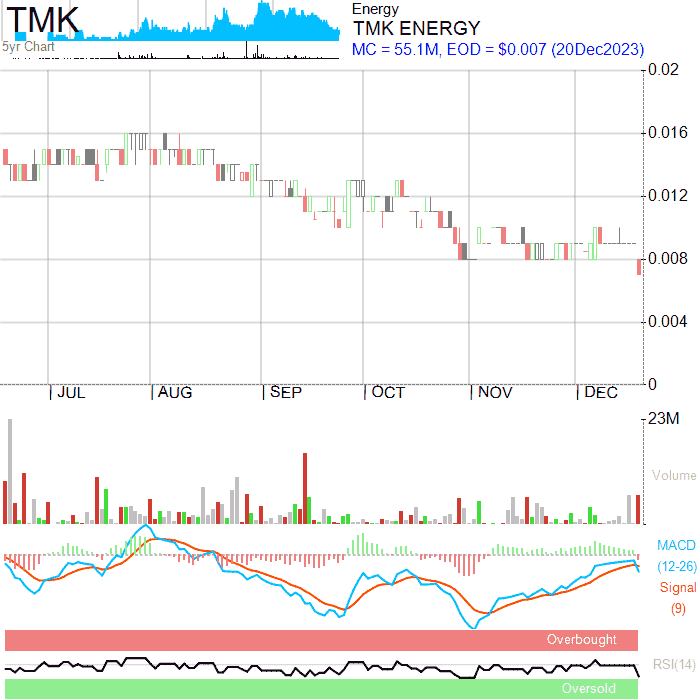 TMK
5yr Chart
Energy
TMK ENERGY
MC = 55.1M, EOD = $0.007 (20Dec2023)
0.02
0.016
0.012
0.008
0.004
0
JUL AUG SEP OCT NOV DEC
23M
Volume
MACD
(12-26)
Signal
(9)
Overbought
RSI(14)
Oversold